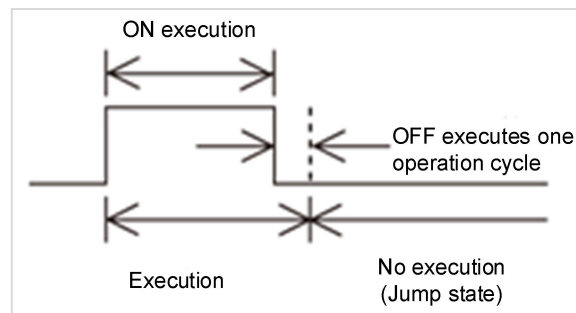 ON execution
OFF executes one
operation cycle
Execution
No execution
(Jump state)